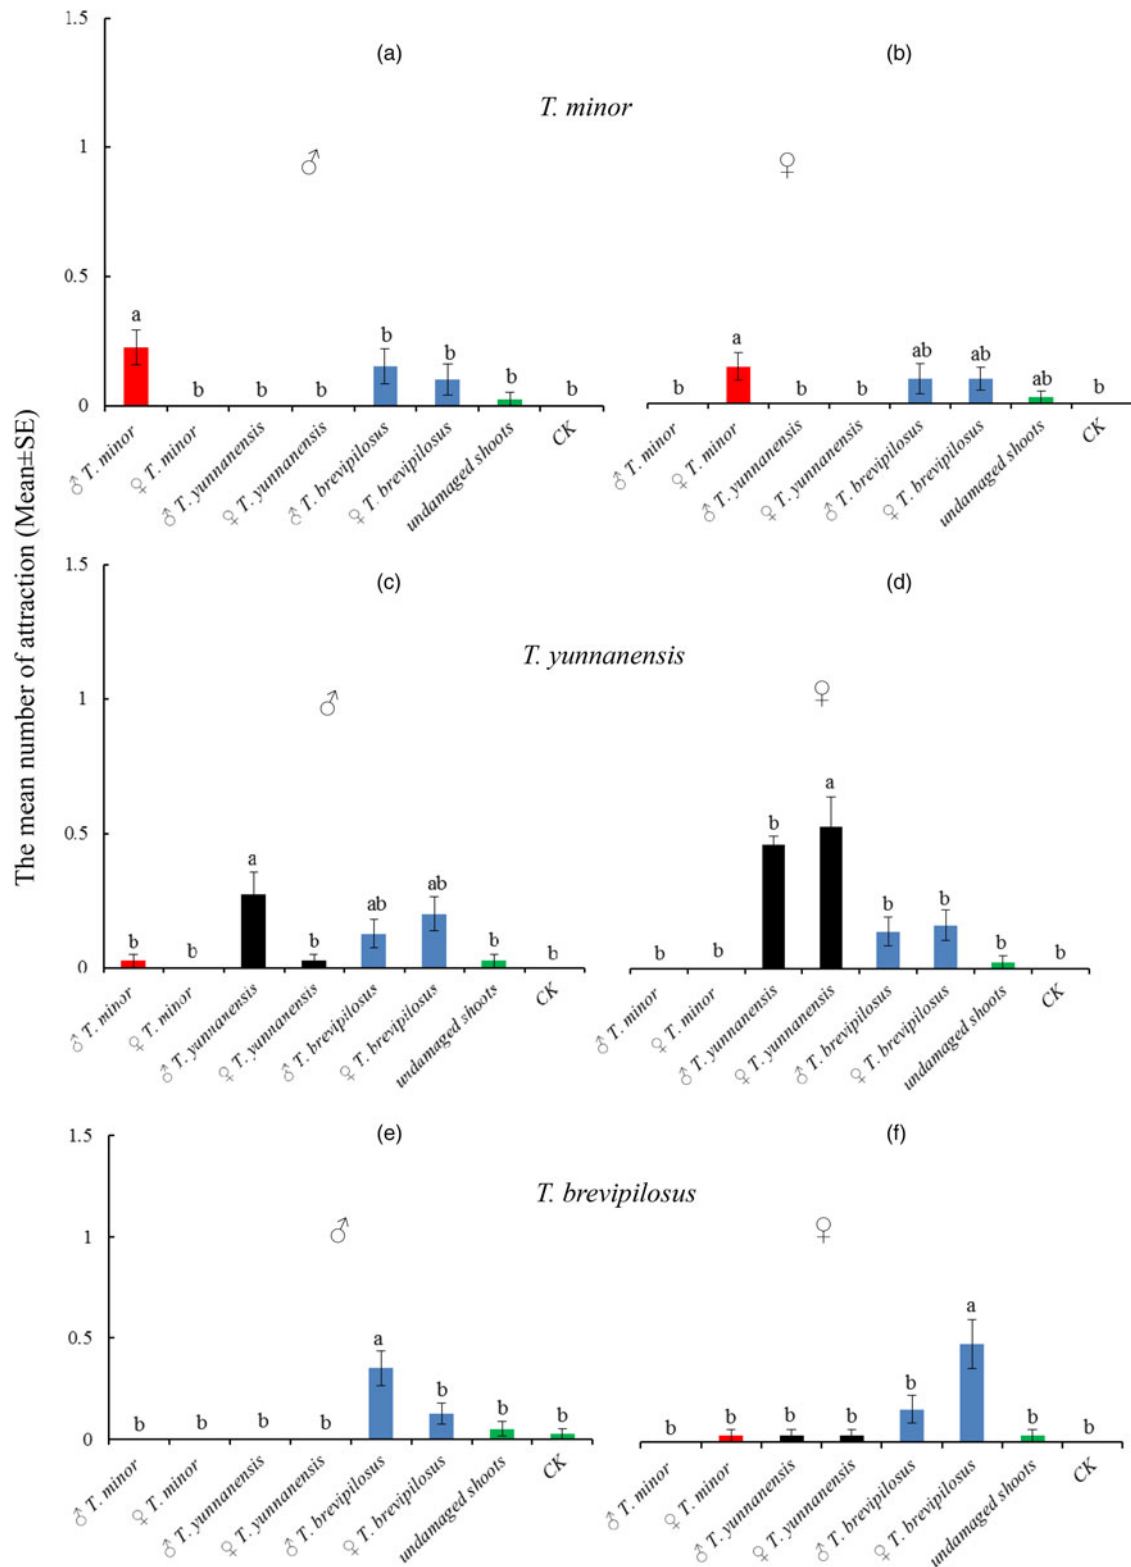 The mean number of attraction (Mean±SE)
1.5
(a)
(b)
T. minor
1
♂
♀
0.5
a
b
b
b
b
b
b
b
b
a
b
b
ab
ab
ab
b
0
♂ T. minor
♀ T. minor
♂ T. yunnanensis
♀ T. yunnanensis
♂ T. brevipilosus
♀ T. brevipilosus
undamaged shoots
CK
♂ T. minor
♀ T. minor
♂ T. yunnanensis
♀ T. yunnanensis
♂ T. brevipilosus
♀ T. brevipilosus
undamaged shoots
CK
1.5
(c)
(d)
T. yunnanensis
1
♂
♀
0.5
b
b
a
b
ab
ab
b
b
b
b
b
a
b
b
b
b
0
♂ T. minor
♀ T. minor
♂ T. yunnanensis
♀ T. yunnanensis
♂ T. brevipilosus
♀ T. brevipilosus
undamaged shoots
CK
♂ T. minor
♀ T. minor
♂ T. yunnanensis
♀ T. yunnanensis
♂ T. brevipilosus
♀ T. brevipilosus
undamaged shoots
CK
1.5
(e)
(f)
T. brevipilosus
1
♂
♀
0.5
b
b
b
b
a
b
b
b
b
b
b
b
b
a
b
b
0
♂ T. minor
♀ T. minor
♂ T. yunnanensis
♀ T. yunnanensis
♂ T. brevipilosus
♀ T. brevipilosus
undamaged shoots
CK
♂ T. minor
♀ T. minor
♂ T. yunnanensis
♀ T. yunnanensis
♂ T. brevipilosus
♀ T. brevipilosus
undamaged shoots
CK